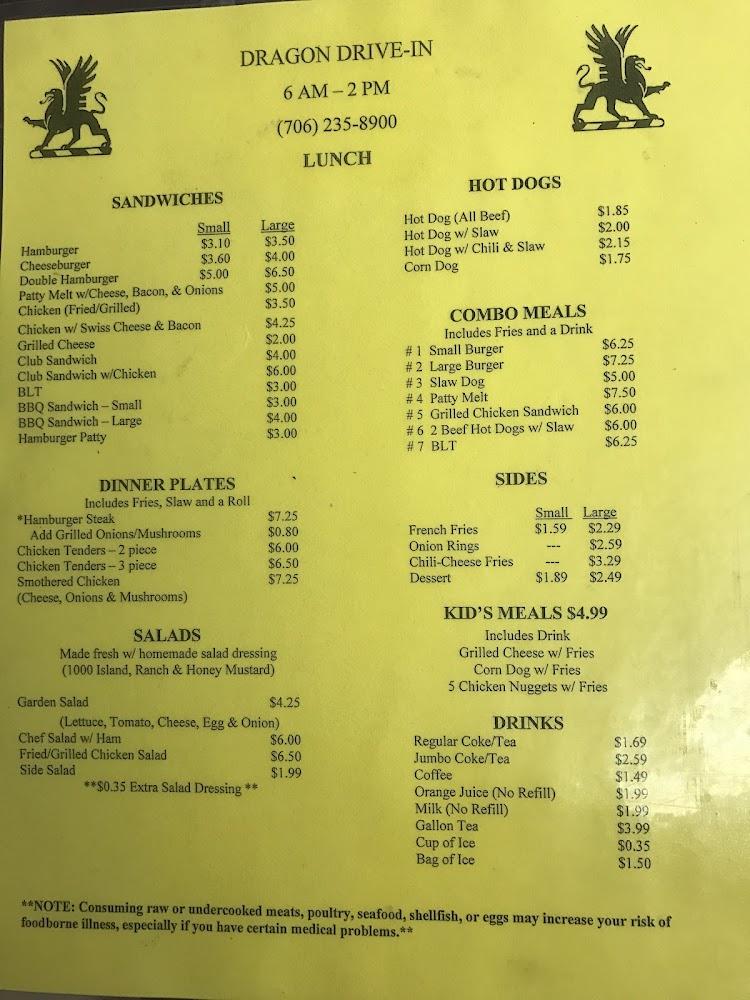 DRAGON DRIVE-IN
6 AM – 2 PM
(706) 235-8900
LUNCH
SANDWICHES
Small Large
Hamburger $3.10 $3.50
Cheeseburger $3.60 $4.00
Double Hamburger $5.00 $6.50
Patty Melt w/Cheese, Bacon, & Onions $5.00
Chicken (Fried/Grilled) $3.50
Chicken w/ Swiss Cheese & Bacon $4.25
Grilled Cheese $2.00
Club Sandwich $4.00
Club Sandwich w/Chicken $6.00
BLT $3.00
BBQ Sandwich – Small $3.00
BBQ Sandwich – Large $4.00
Hamburger Patty $3.00
DINNER PLATES
Includes Fries, Slaw and a Roll
*Hamburger Steak $7.25
Add Grilled Onions/Mushrooms $0.80
Chicken Tenders – 2 piece $6.00
Chicken Tenders – 3 piece $6.50
Smothered Chicken $7.25
(Cheese, Onions & Mushrooms)
SALADS
Made fresh w/ homemade salad dressing
(1000 Island, Ranch & Honey Mustard)
Garden Salad $4.25
(Lettuce, Tomato, Cheese, Egg & Onion)
Chef Salad w/ Ham $6.00
Fried/Grilled Chicken Salad $6.50
Side Salad $1.99
**$0.35 Extra Salad Dressing **
HOT DOGS
Hot Dog (All Beef) $1.85
Hot Dog w/ Slaw $2.00
Hot Dog w/ Chili & Slaw $2.15
Corn Dog $1.75
COMBO MEALS
Includes Fries and a Drink
# 1 Small Burger $6.25
# 2 Large Burger $7.25
# 3 Slaw Dog $5.00
# 4 Patty Melt $7.50
# 5 Grilled Chicken Sandwich $6.00
# 6 2 Beef Hot Dogs w/ Slaw $6.00
# 7 BLT $6.25
SIDES
Small Large
French Fries $1.59 $2.29
Onion Rings --- $2.59
Chili-Cheese Fries --- $3.29
Dessert $1.89 $2.49
KID'S MEALS $4.99
Includes Drink
Grilled Cheese w/ Fries
Corn Dog w/ Fries
5 Chicken Nuggets w/ Fries
DRINKS
Regular Coke/Tea $1.69
Jumbo Coke/Tea $2.59
Coffee $1.49
Orange Juice (No Refill) $1.99
Milk (No Refill) $1.99
Gallon Tea $3.99
Cup of Ice $0.35
Bag of Ice $1.50
**NOTE: Consuming raw or undercooked meats, poultry, seafood, shellfish, or eggs may increase your risk of
foodborne illness, especially if you have certain medical problems.**